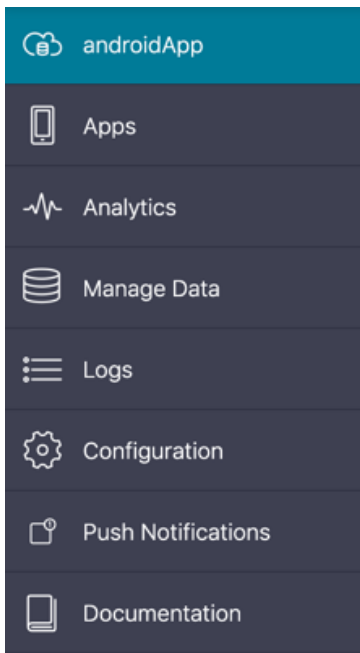 androidApp
Apps
Analytics
Manage Data
Logs
Configuration
Push Notifications
Documentation